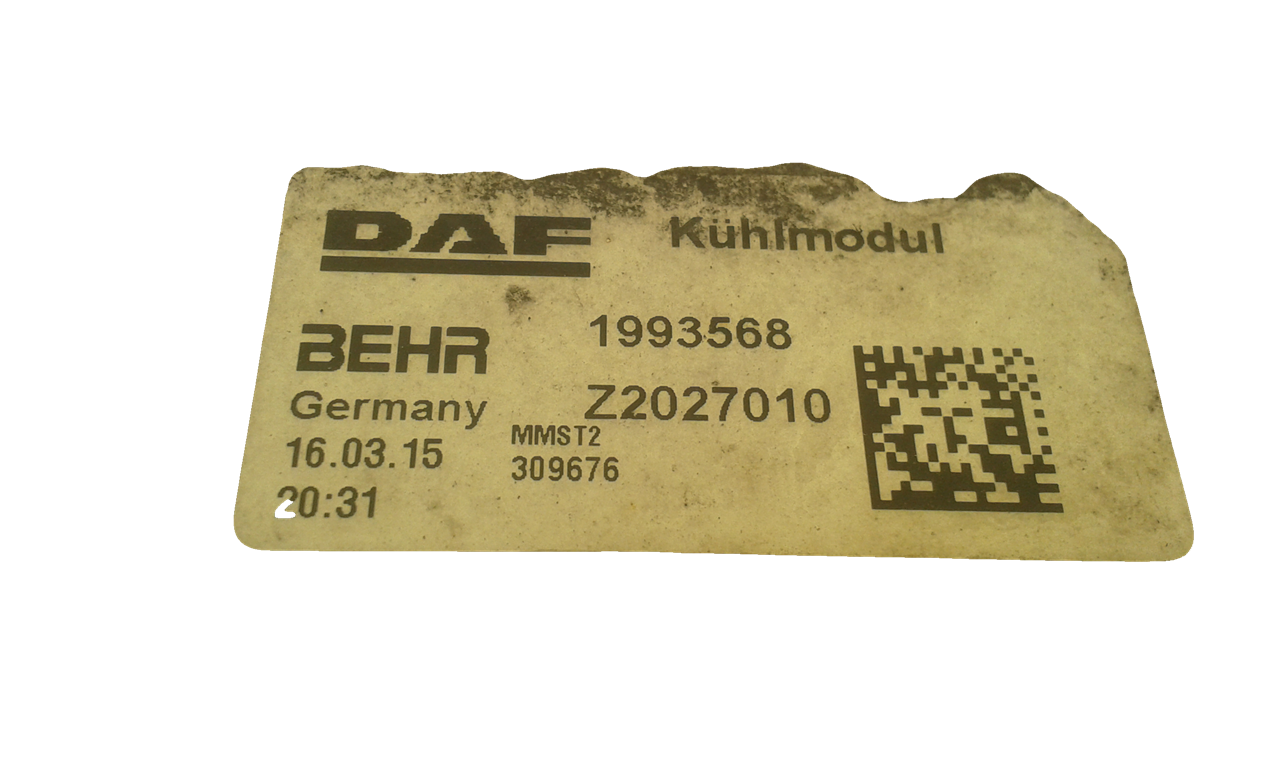 DAF Kühlmodul
BEHR 1993568
Germany Z2027010
16.03.15 MMST2
309676
20:31